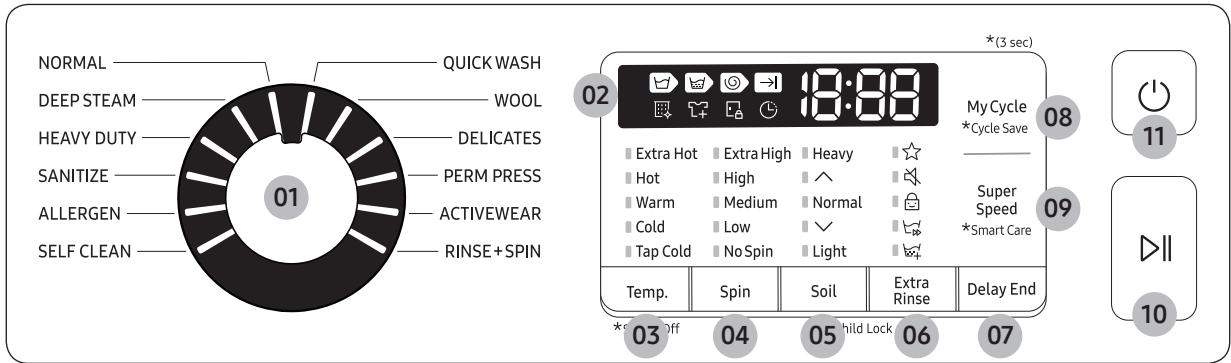 *(3 sec)
NORMAL
QUICK WASH
DEEP STEAM
WOOL
HEAVY DUTY
DELICATES
SANITIZE
PERM PRESS
ALLERGEN
ACTIVEWEAR
SELF CLEAN
RINSE+SPIN
01
02
18:88
My Cycle
*Cycle Save
08
11
Extra Hot Extra High Heavy
Hot High
Warm Medium Normal
Cold Low
Tap Cold No Spin Light
Super
Speed
*Smart Care
09
Temp. Spin Soil Extra
Rinse Delay End
10
03 04 05 06 07
Off
Lock